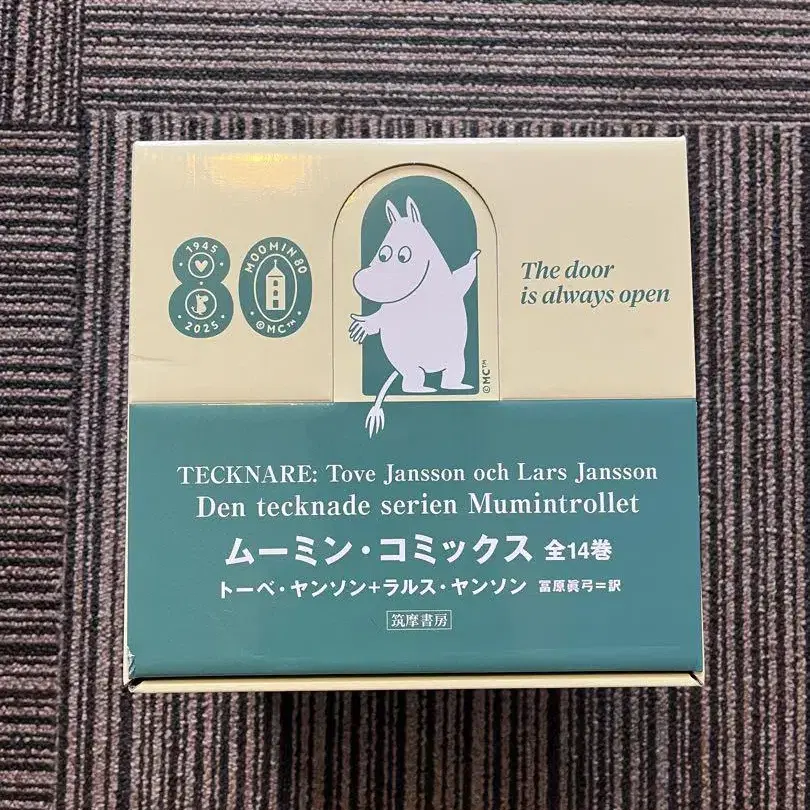 1945
80
2025
MOOMIN 80
©MC™
The door
is always open
©MC™
TECKNARE: Tove Jansson och Lars Jansson
Den tecknade serien Mumintrollet
ムーミン・コミックス 全14巻
トーベ・ヤンソン+ラルス・ヤンソン 冨原眞弓=訳
筑摩書房